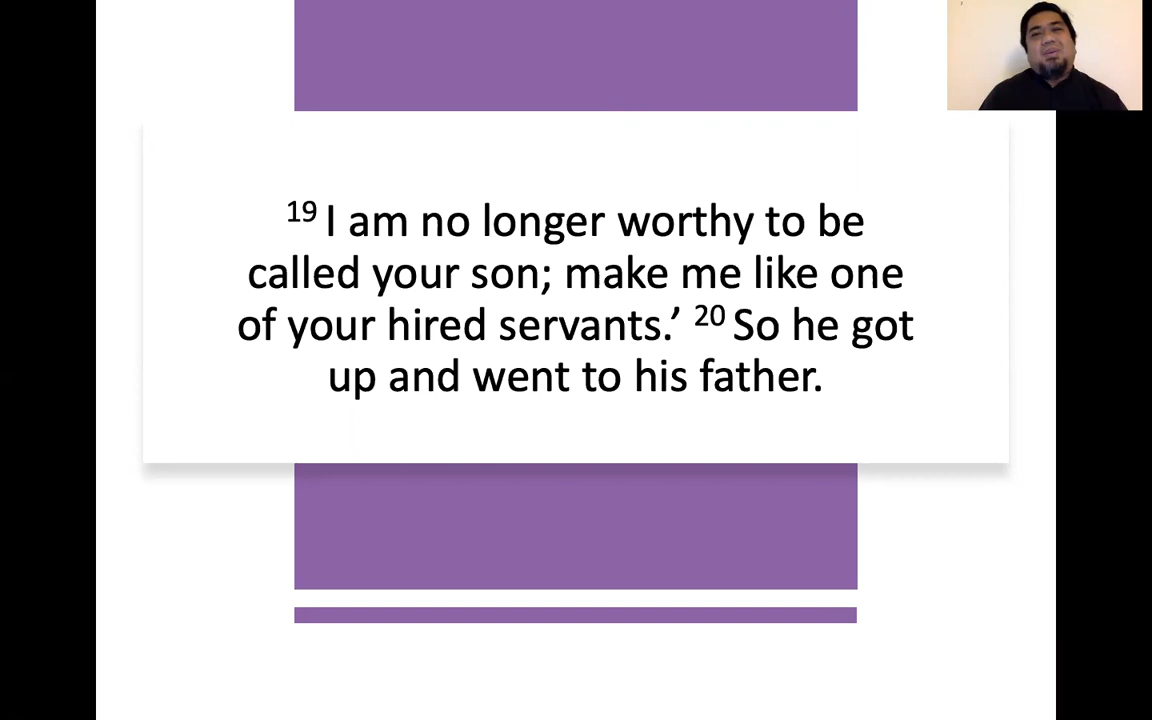 19 I am no longer worthy to be
called your son; make me like one
of your hired servants.’ 20 So he got
up and went to his father.